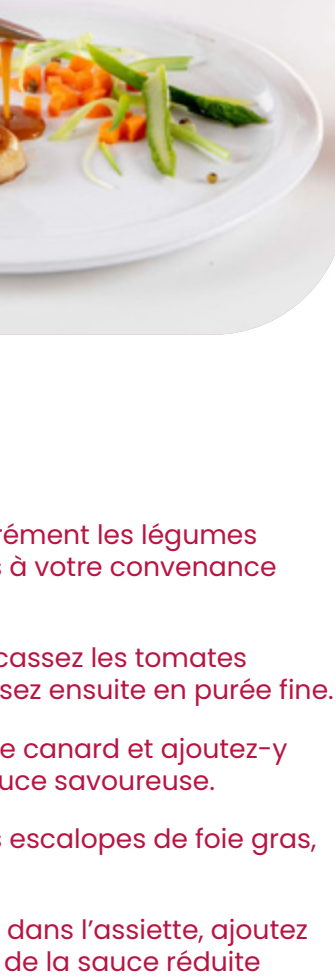 rément les légumes
s à votre convenance
cassez les tomates
sez ensuite en purée fine.
e canard et ajoutez-y
uce savoureuse.
s escalopes de foie gras,
dans l’assiette, ajoutez
de la sauce réduite